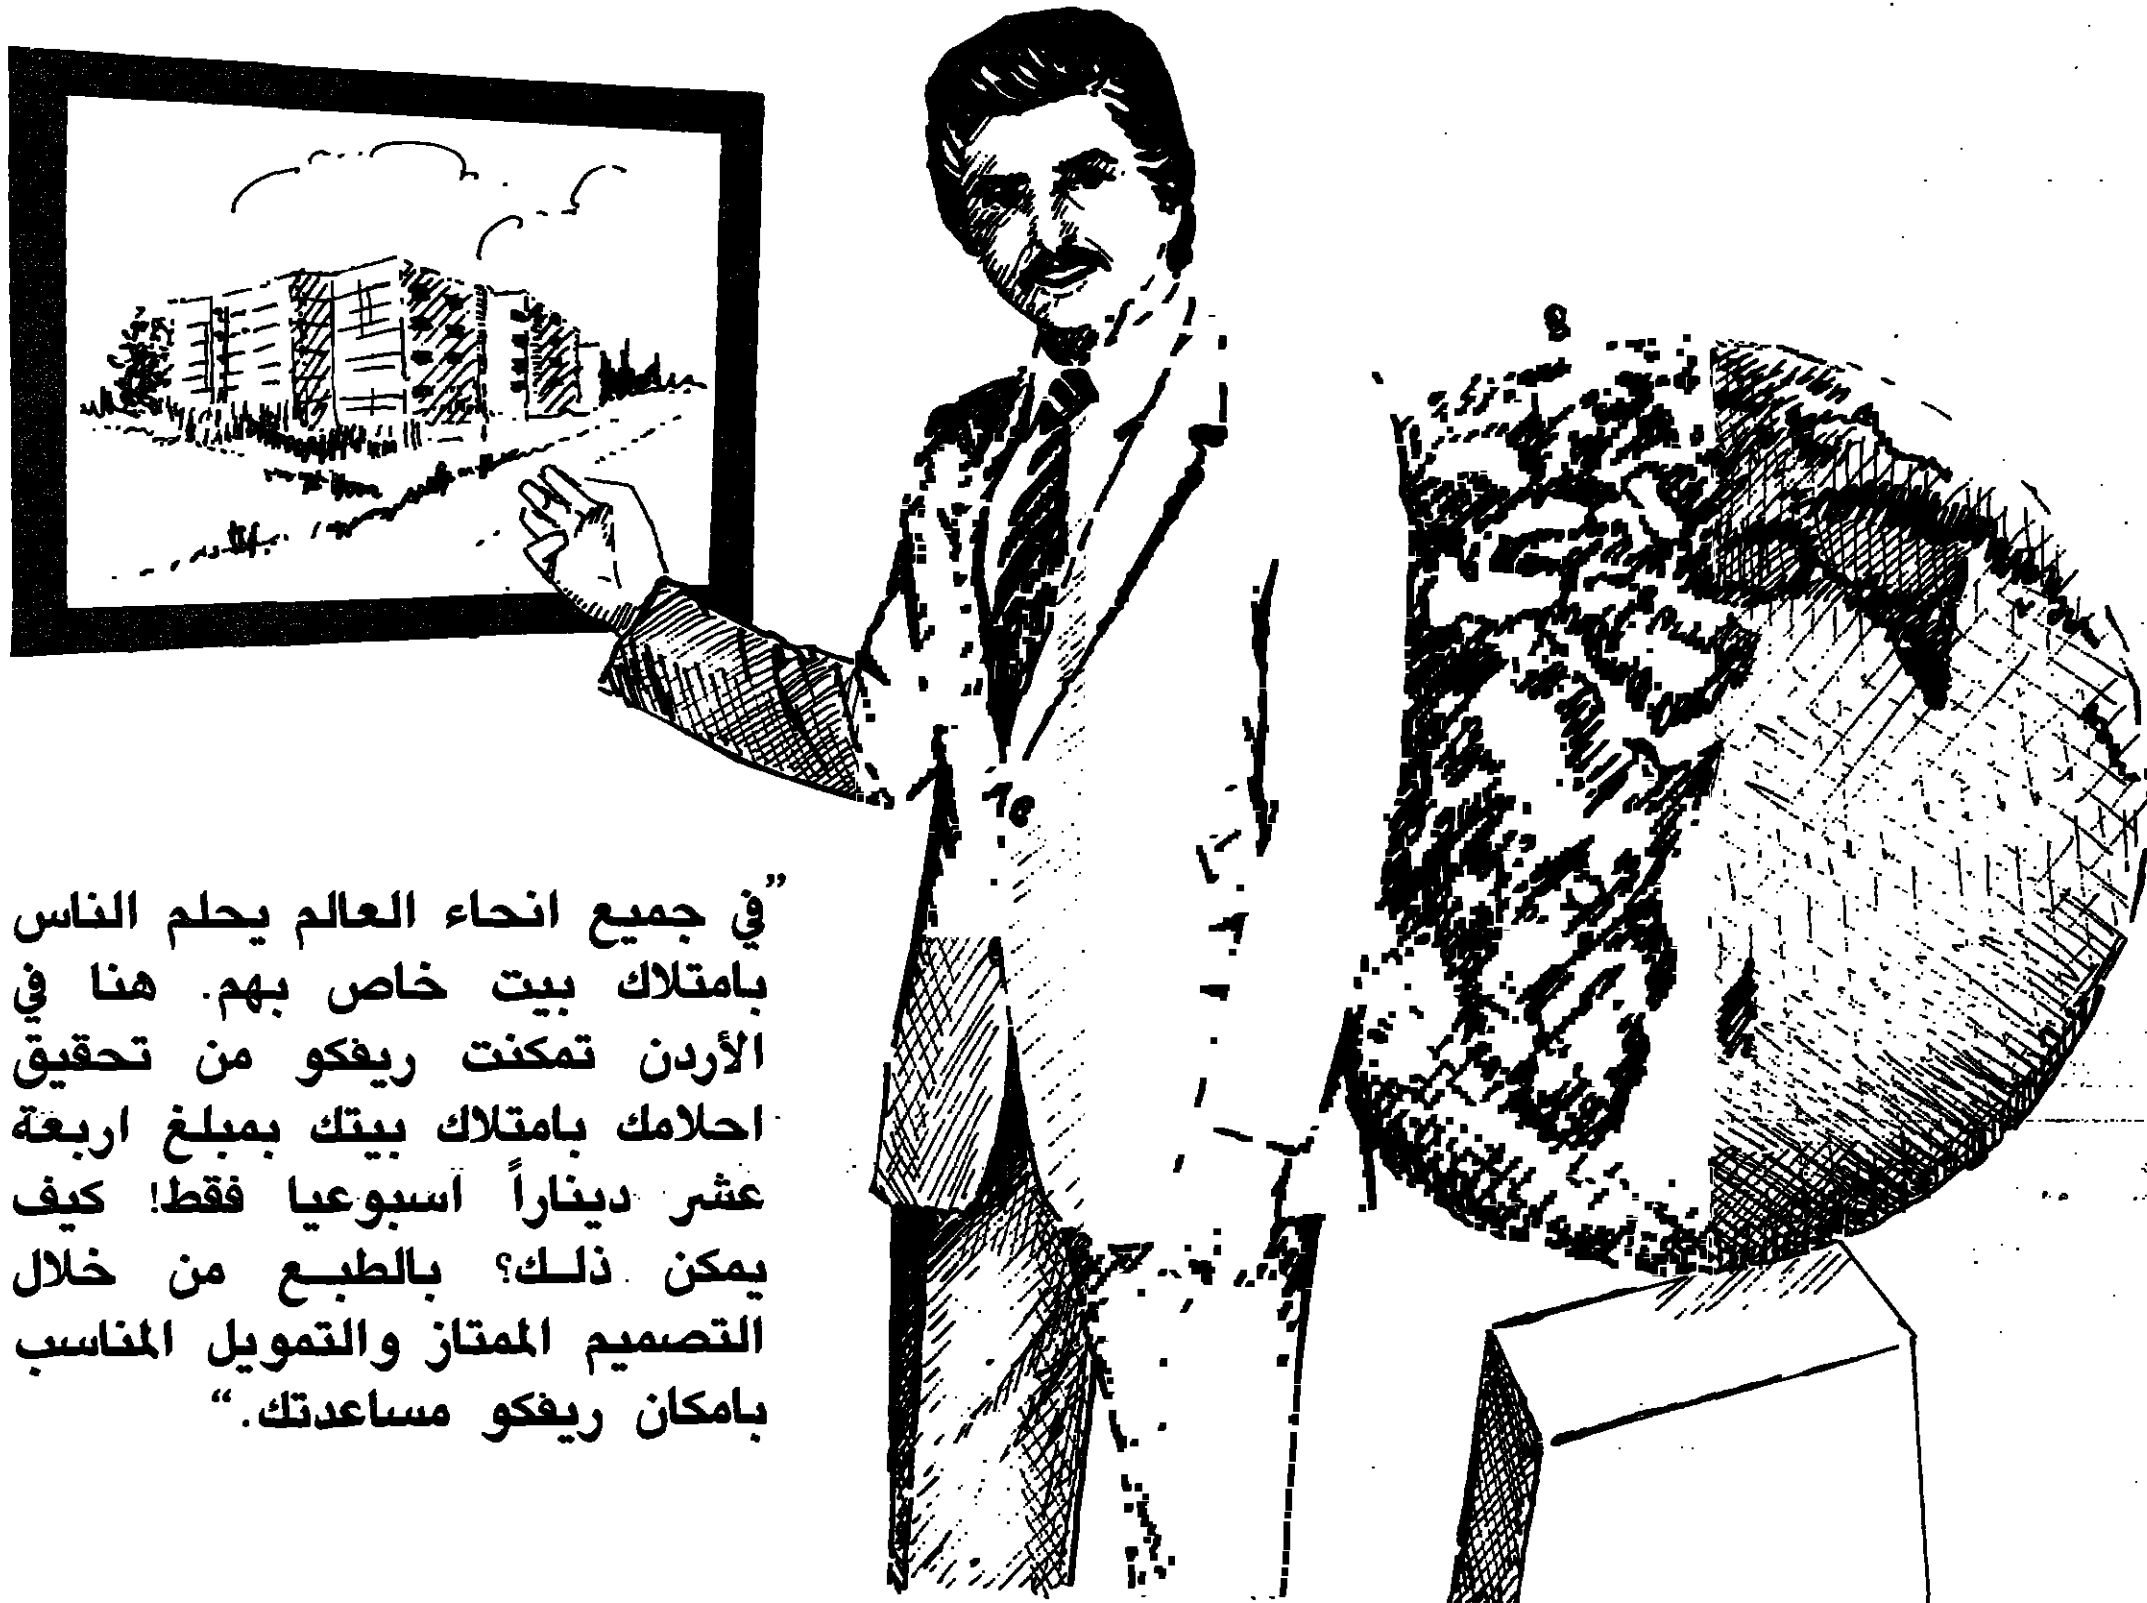 ”في جميع انحاء العالم يحلم الناس
بامتلاك بيت خاص بهم. هنا في
الأردن تمكنت ريفكو من تحقيق
احلامك بامتلاك بيتك بمبلغ اربعة
عشر ديناراً اسبوعيا فقط! كيف
يمكن ذلك؟ بالطبع من خلال
التصميم الممتاز والتمويل المناسب
بامكان ريفكو مساعدتك.“